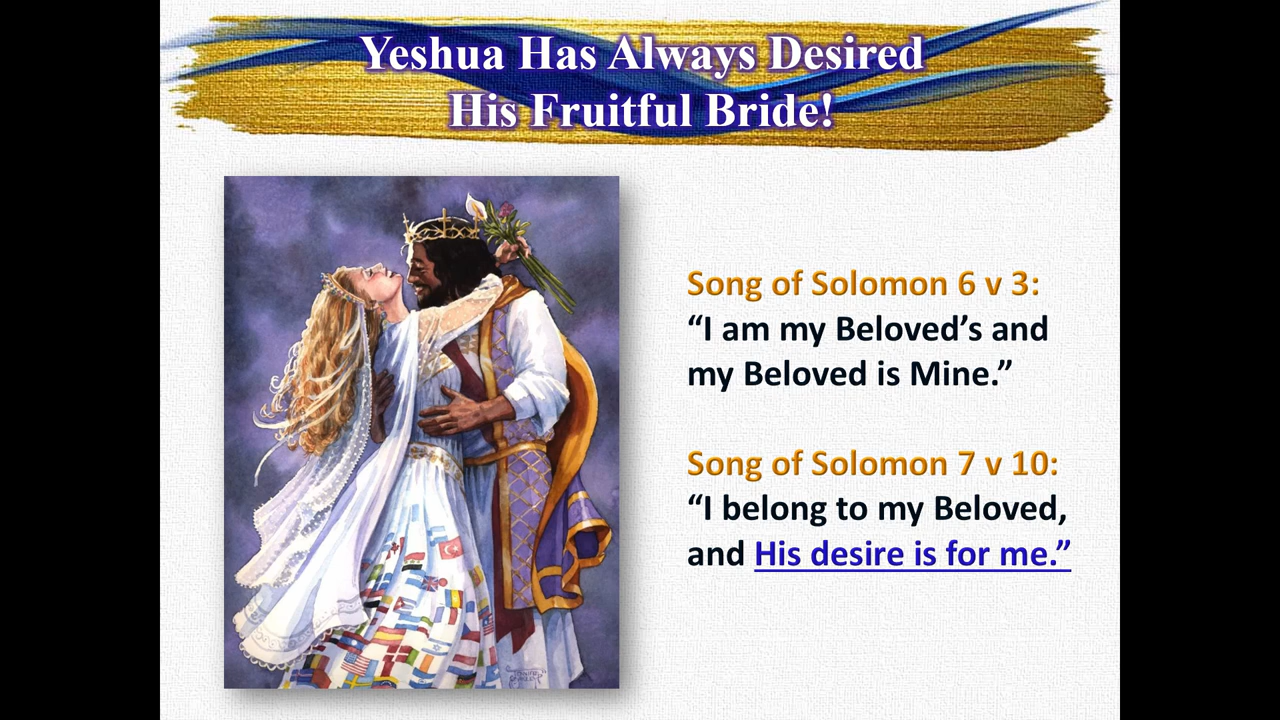 Yeshua Has Always Desired
His Fruitful Bride!
Song of Solomon 6 v 3:
“I am my Beloved’s and
my Beloved is Mine.”
Song of Solomon 7 v 10:
“I belong to my Beloved,
and His desire is for me.”